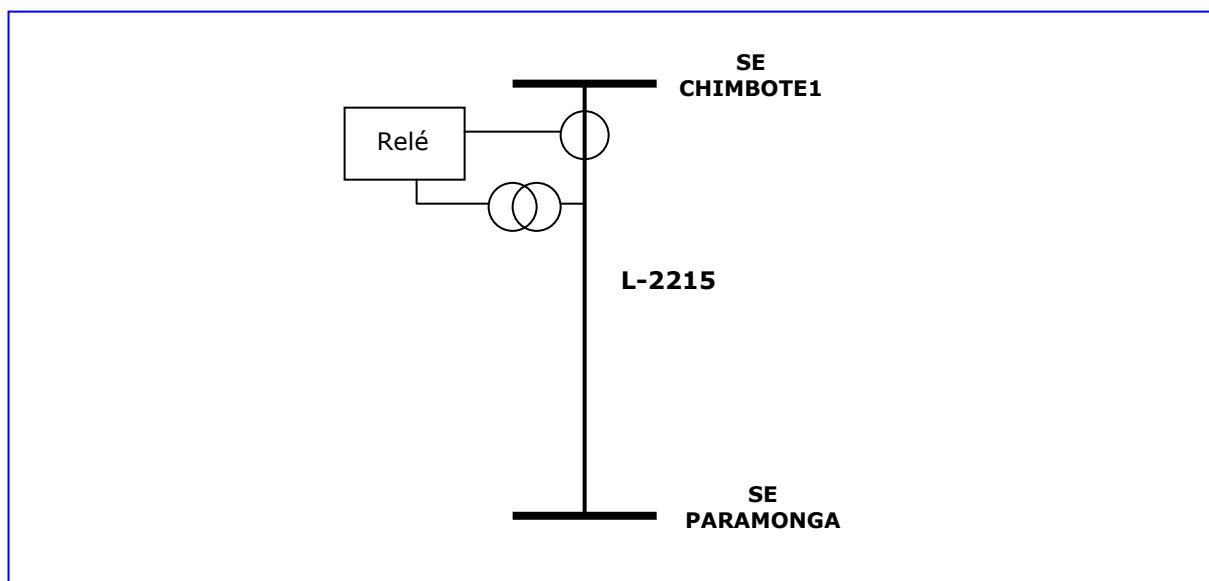 SE
CHIMBOTE1
Relé
L-2215
SE
PARAMONGA